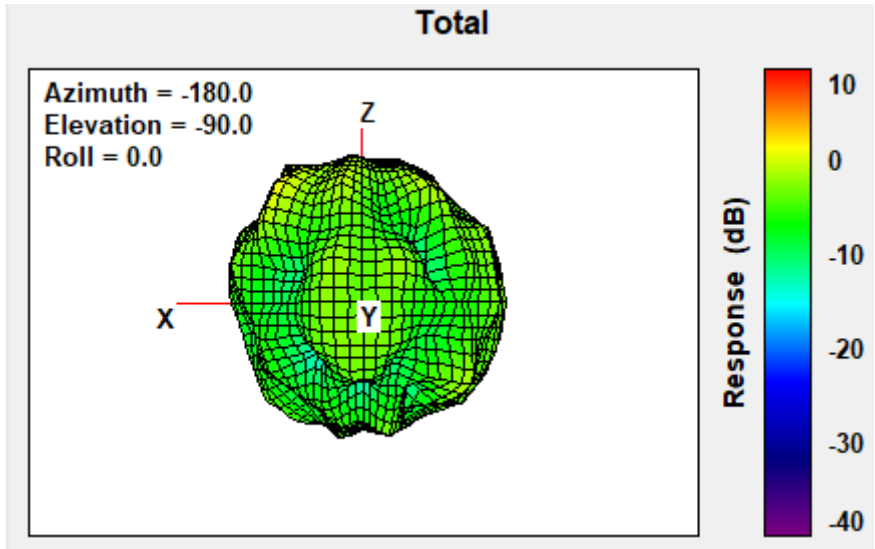 Total
Azimuth = -180.0
Elevation = -90.0
Roll = 0.0
Z
X
Y
10
0
-10
-20
-30
-40
Response (dB)